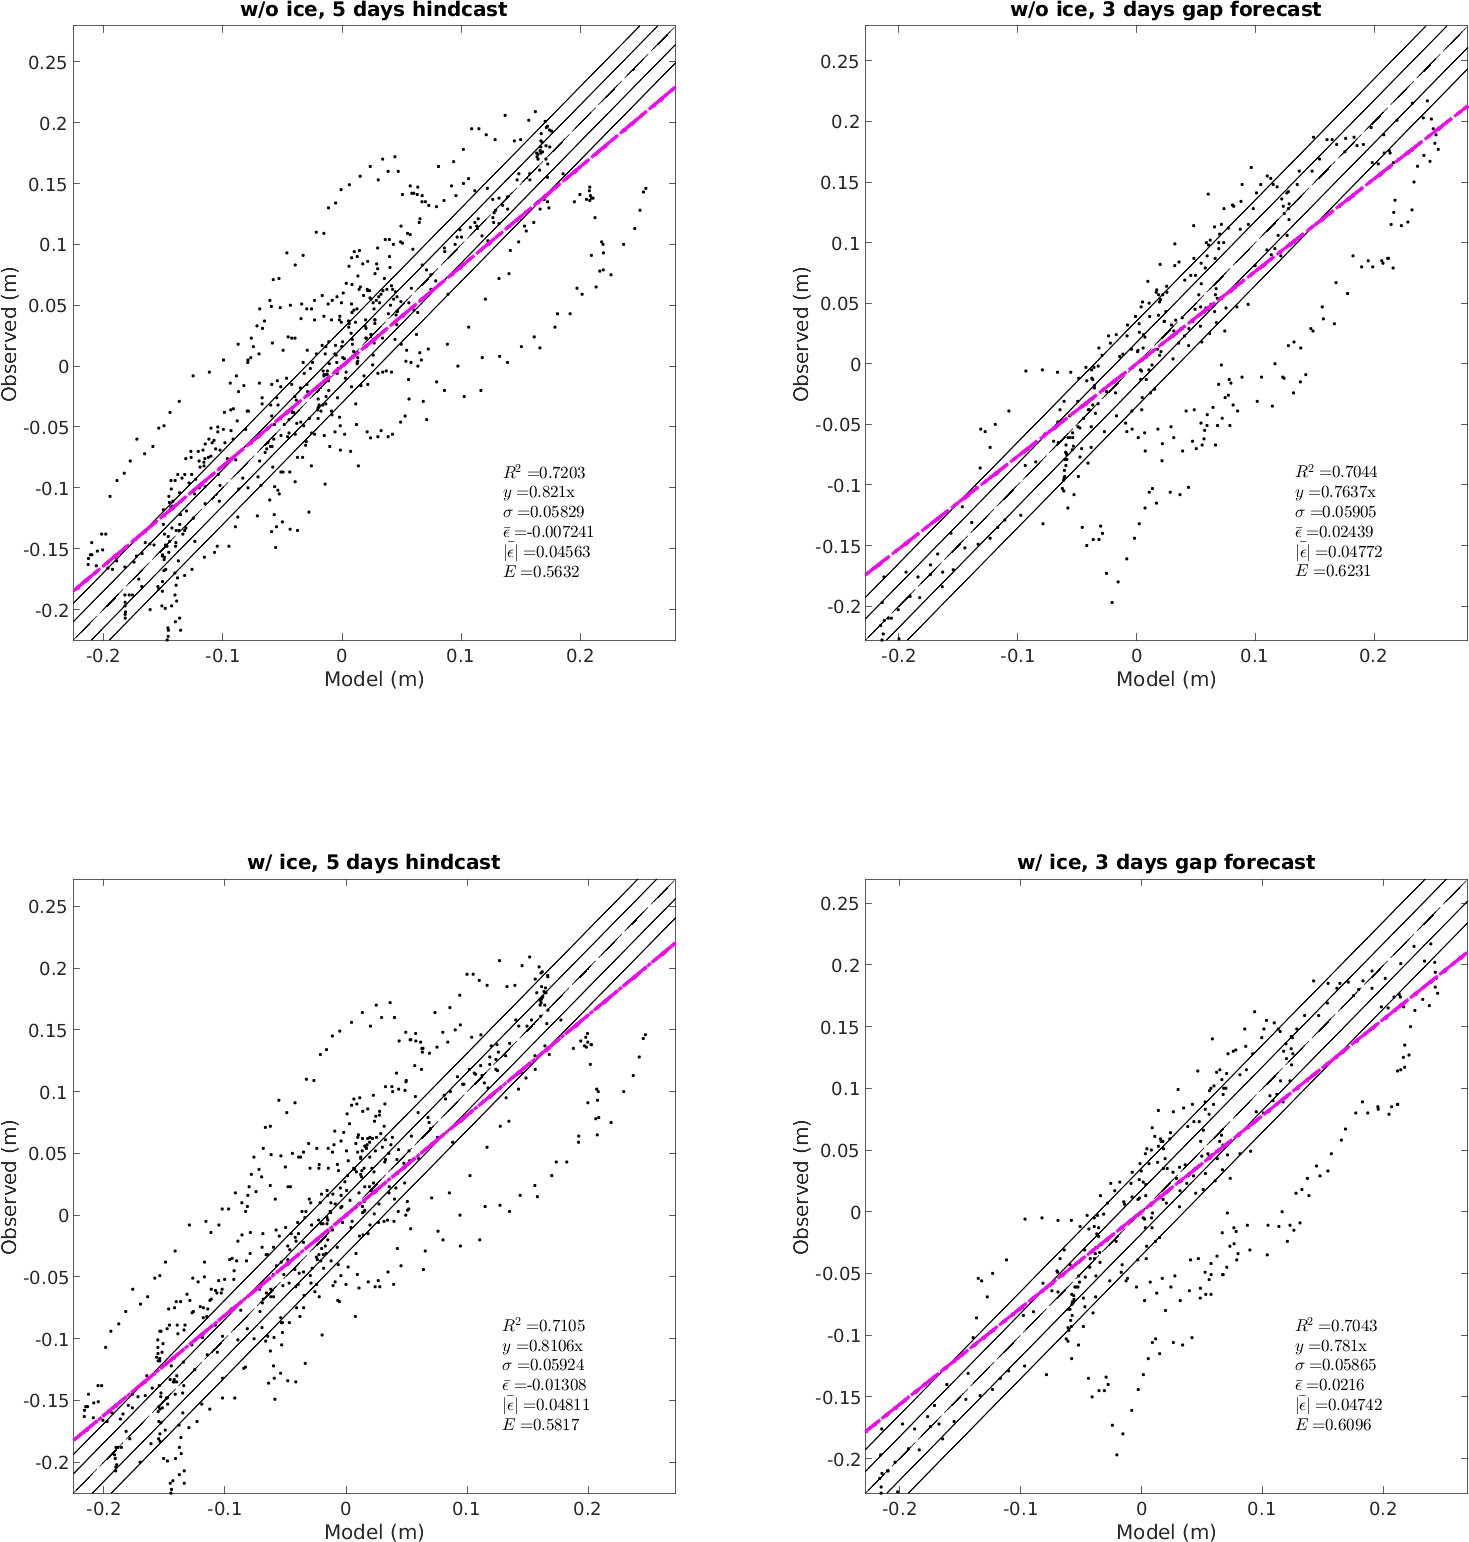 w/o ice, 5 days hindcast
0.25
0.2
0.15
0.1
0.05
0
-0.05
-0.1
-0.15
-0.2
Observed (m)
R² =0.7203
y =0.821x
σ =0.05829
ε̄ =-0.007241
|ε̄| =0.04563
E =0.5632
-0.2 -0.1 0 0.1 0.2
Model (m)
w/o ice, 3 days gap forecast
0.25
0.2
0.15
0.1
0.05
0
-0.05
-0.1
-0.15
-0.2
Observed (m)
R² =0.7044
y =0.7637x
σ =0.05905
ε̄ =0.02439
|ε̄| =0.04772
E =0.6231
-0.2 -0.1 0 0.1 0.2
Model (m)
w/ ice, 5 days hindcast
0.25
0.2
0.15
0.1
0.05
0
-0.05
-0.1
-0.15
-0.2
Observed (m)
R² =0.7105
y =0.8106x
σ =0.05924
ε̄ =-0.01308
|ε̄| =0.04811
E =0.5817
-0.2 -0.1 0 0.1 0.2
Model (m)
w/ ice, 3 days gap forecast
0.25
0.2
0.15
0.1
0.05
0
-0.05
-0.1
-0.15
-0.2
Observed (m)
R² =0.7043
y =0.781x
σ =0.05865
ε̄ =0.0216
|ε̄| =0.04742
E =0.6096
-0.2 -0.1 0 0.1 0.2
Model (m)